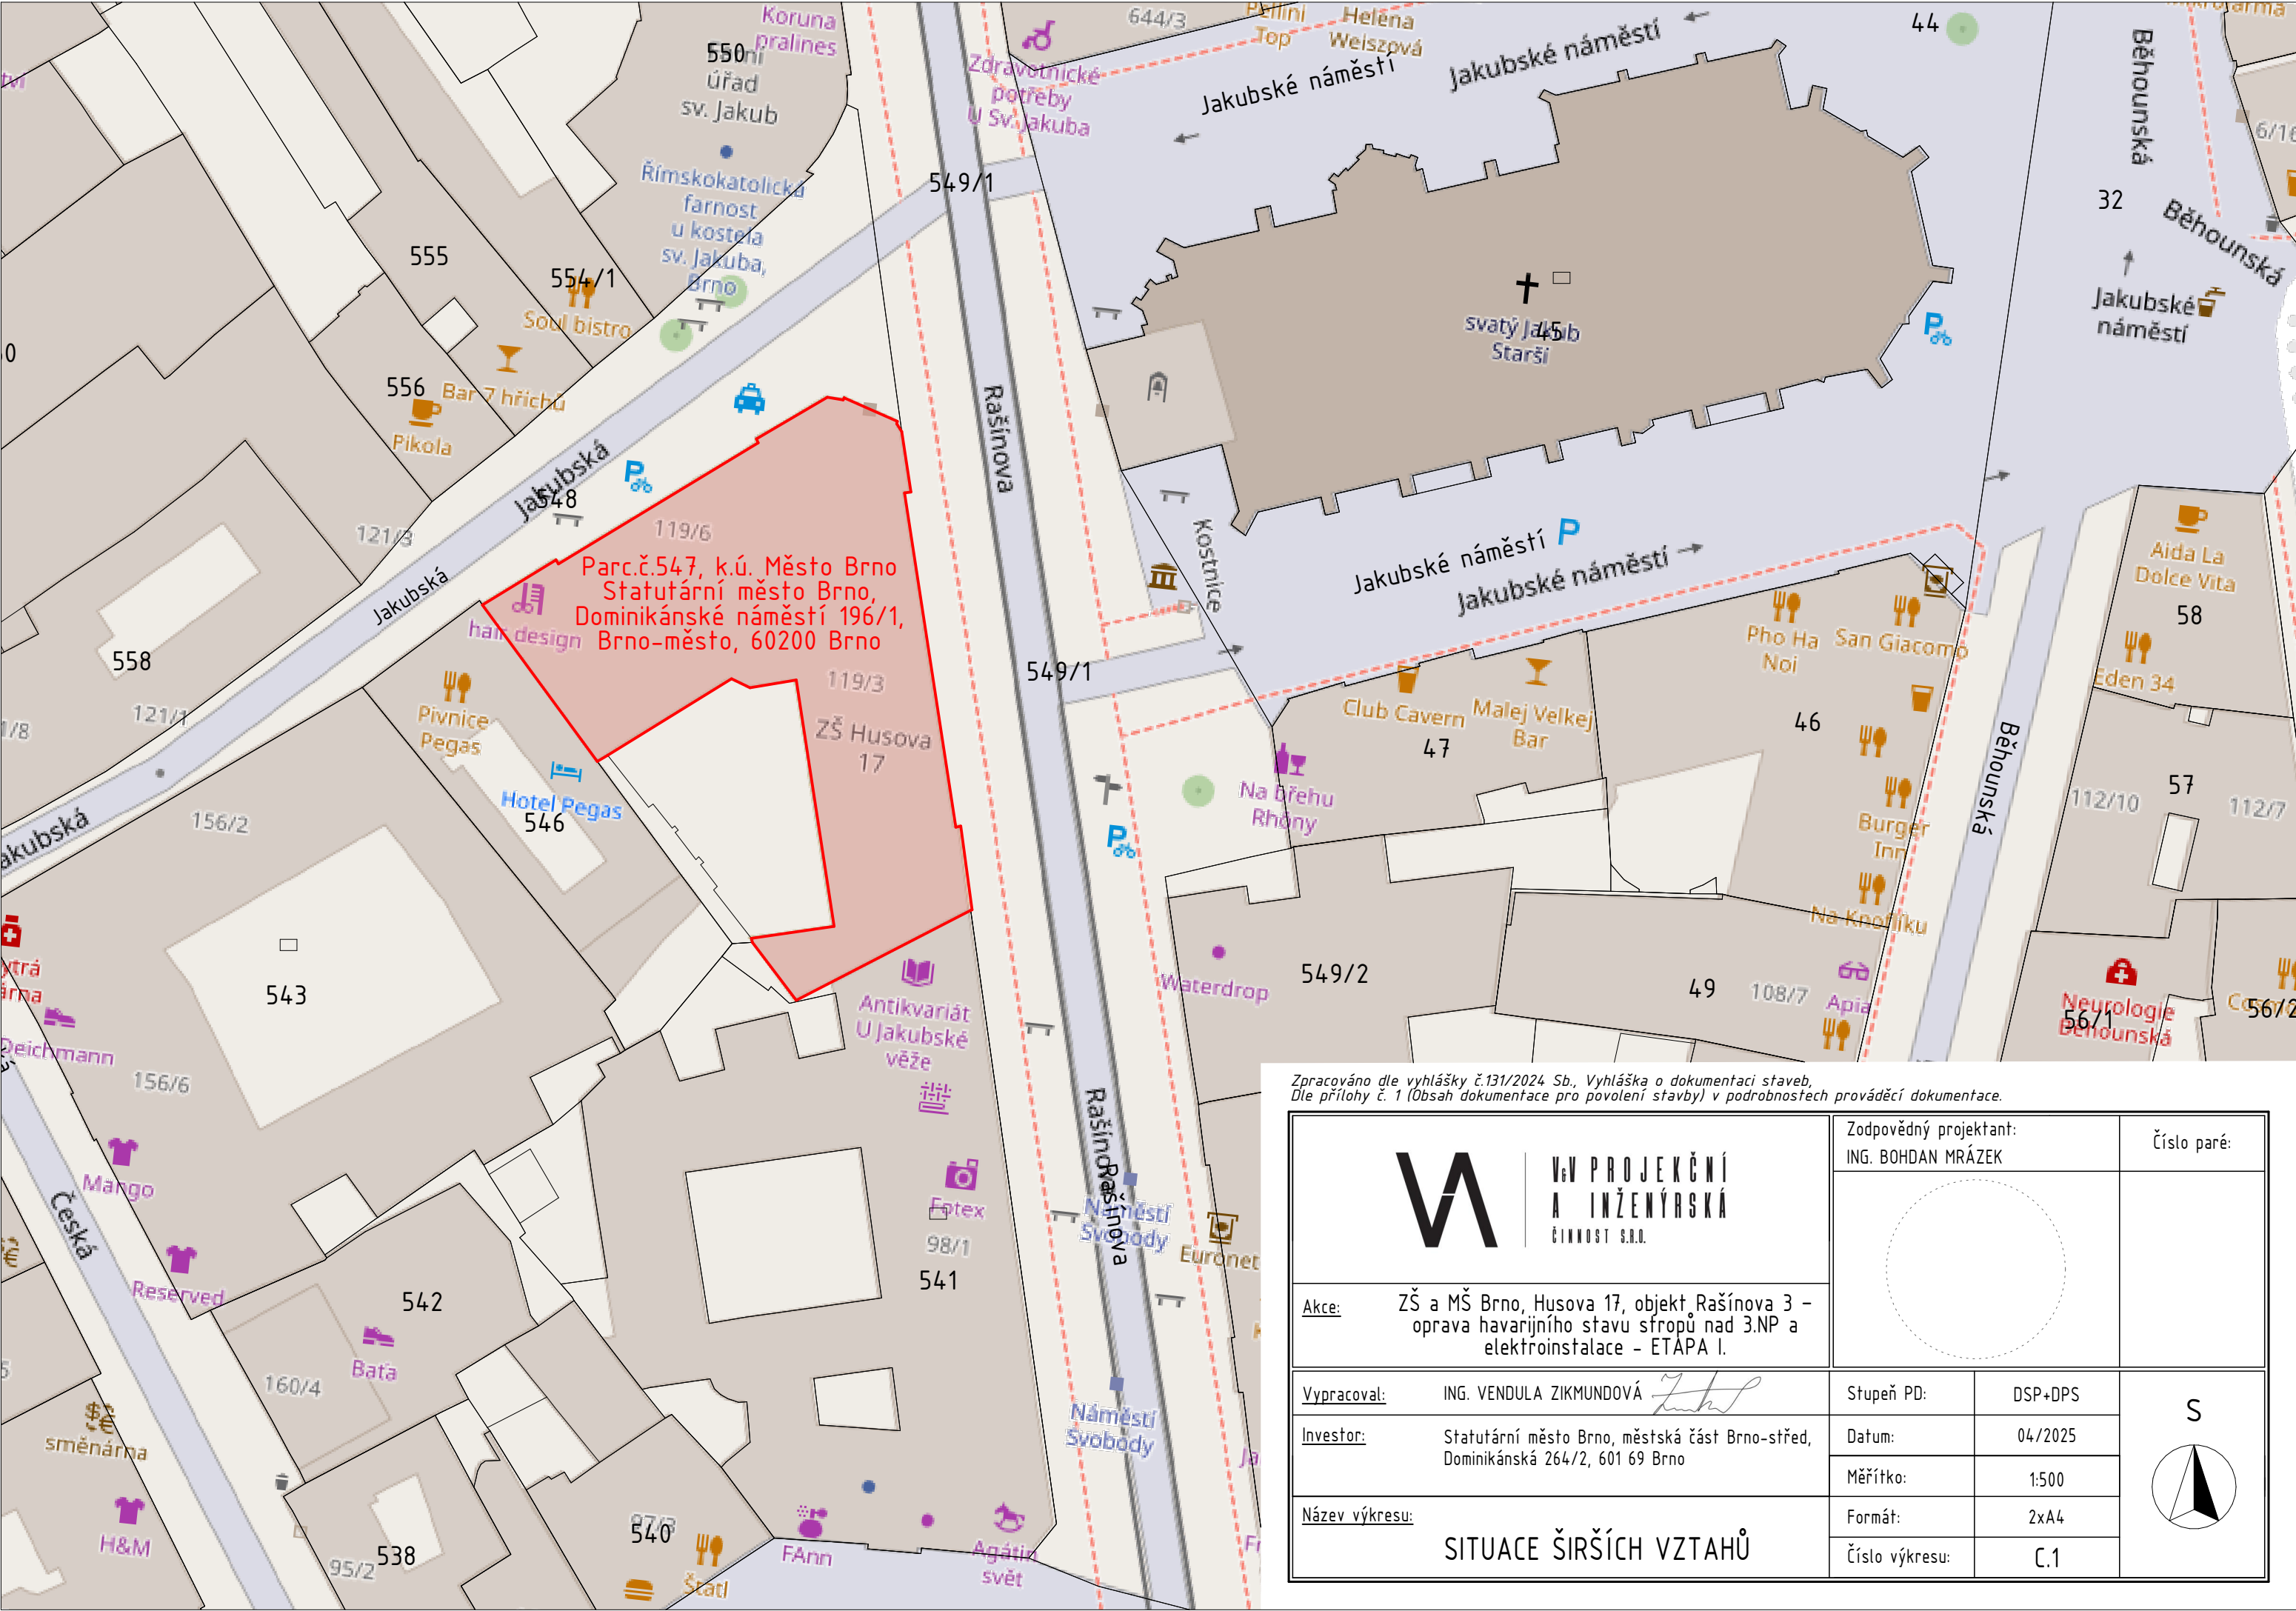 Koruna
pralines
550
úřad
sv. Jakub
Římskokatolická
farnost
u kostela
sv. Jakuba,
Brno
Zdravotnické
potřeby
U Sv. Jakuba
644/3
Pellini
Top
Helena
Weiszová
Jakubské náměstí
Jakubské náměstí
44
Běhounská
32
6/16
Běhounská
Jakubské
náměstí
549/1
555
554/1
Soul bistro
556
Bar 7 hříchů
Pikola
svatý Jakub
Starší
45
Rašínova
Jakubská
548
121/3
119/6
Jakubská
Parc.č.547, k.ú. Město Brno
Statutární město Brno,
Dominikánské náměstí 196/1,
Brno-město, 60200 Brno
hair design
119/3
ZŠ Husova
17
Kostnice
Jakubské náměstí
Jakubské náměstí
549/1
Aida La
Dolce Vita
58
Eden 34
Pho Ha
Noi
San Giacomo
46
Club Cavern
Malej Velkej
Bar
47
Na břehu
Rhôny
Burger
Inn
Na Knoflíku
Běhounská
112/10
57
112/7
558
121/1
1/8
Pivnice
Pegas
Hotel Pegas
546
156/2
Jakubská
543
156/6
Deichmann
Mango
Reserved
Česká
Antikvariát
U Jakubské
věže
Waterdrop
549/2
49
108/7
Apia
Neurologie
Běhounská
56/1
56/2
Fotex
98/1
541
Rašínova
Rašínova
Náměstí
Svobody
Euronet
Náměstí
Svobody
542
Baťa
160/4
směnárna
H&M
95/2
538
97/3
540
Štatl
FAnn
Agátin
svět
Zpracováno dle vyhlášky č.131/2024 Sb., Vyhláška o dokumentaci staveb,
Dle přílohy č. 1 (Obsah dokumentace pro povolení stavby) v podrobnostech prováděcí dokumentace.
V&V PROJEKČNÍ
A INŽENÝRSKÁ
ČINNOST S.R.O.
Zodpovědný projektant:
ING. BOHDAN MRÁZEK
Číslo paré:
Akce:
ZŠ a MŠ Brno, Husova 17, objekt Rašínova 3 –
oprava havarijního stavu stropů nad 3.NP a
elektroinstalace - ETAPA I.
Vypracoval:
ING. VENDULA ZIKMUNDOVÁ
Investor:
Statutární město Brno, městská část Brno-střed,
Dominikánská 264/2, 601 69 Brno
Název výkresu:
SITUACE ŠIRŠÍCH VZTAHŮ
Stupeň PD:
DSP+DPS
Datum:
04/2025
Měřítko:
1:500
Formát:
2xA4
Číslo výkresu:
C.1
S